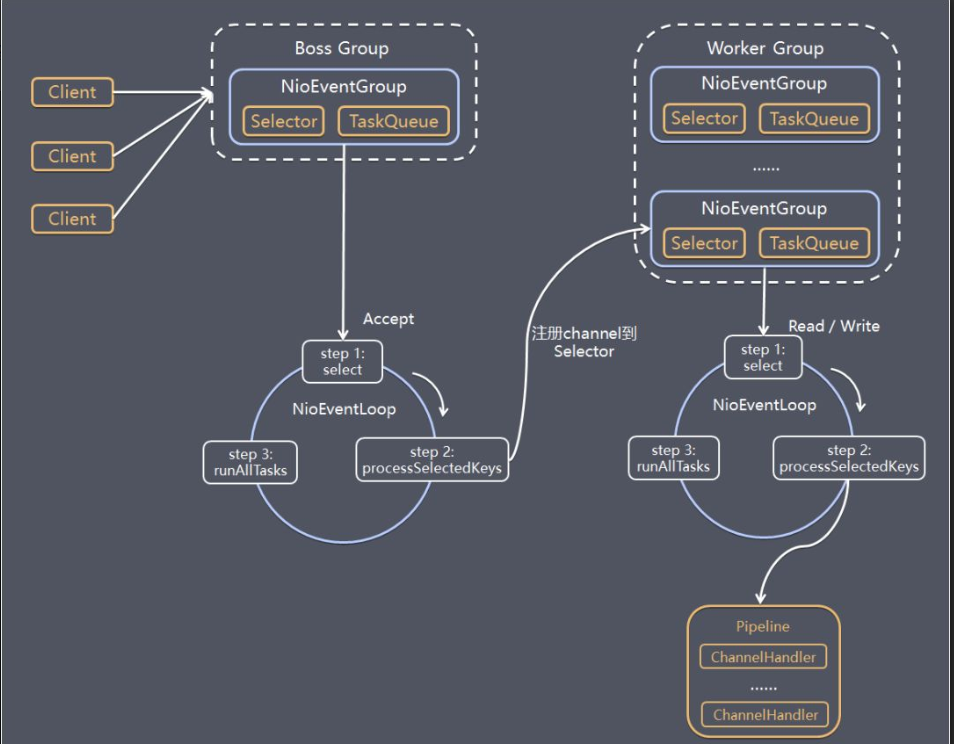 Boss Group
NioEventGroup
Selector
TaskQueue
Client
Client
Client
Worker Group
NioEventGroup
Selector
TaskQueue
......
NioEventGroup
Selector
TaskQueue
Accept
step 1:
select
NioEventLoop
step 2:
processSelectedKeys
step 3:
runAllTasks
注册channel到
Selector
Read / Write
step 1:
select
NioEventLoop
step 2:
processSelectedKeys
step 3:
runAllTasks
Pipeline
ChannelHandler
......
ChannelHandler